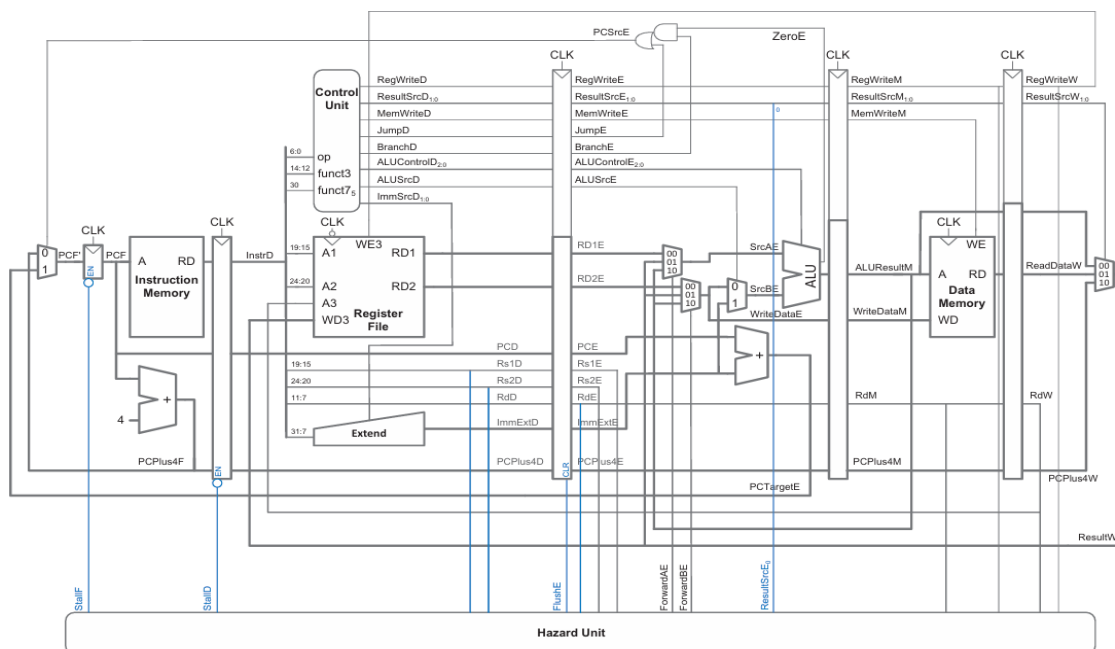 PCSrcE
ZeroE
CLK
CLK
CLK
Control
Unit
RegWriteD
RegWriteE
RegWriteM
RegWriteW
ResultSrcD1:0
ResultSrcE1:0
ResultSrcM1:0
ResultSrcW1:0
MemWriteD
MemWriteE
MemWriteM
0
JumpD
JumpE
BranchD
BranchE
6:0
op
ALUControlD2:0
ALUControlE2:0
14:12
funct3
ALUSrcD
ALUSrcE
30
funct75
ImmSrcD1:0
CLK
CLK
CLK
CLK
WE3
WE
0
1
PCF'
PCF
EN
A
RD
Instruction
Memory
InstrD
19:15
A1
RD1
RD1E
00
01
10
SrcAE
ALU
ALUResultM
A
RD
Data
Memory
WD
ReadDataW
00
01
10
24:20
A2
RD2
RD2E
00
01
10
0
1
SrcBE
A3
WD3
Register
File
WriteDataE
WriteDataM
PCD
PCE
+
19:15
Rs1D
Rs1E
24:20
Rs2D
Rs2E
11:7
RdD
RdE
RdM
RdW
4
+
31:7
Extend
ImmExtD
ImmExtE
PCPlus4F
EN
PCPlus4D
CLR
PCPlus4E
PCPlus4M
PCPlus4W
PCTargetE
ResultW
StallF
StallD
FlushE
ForwardAE
ForwardBE
ResultSrcE0
Hazard Unit